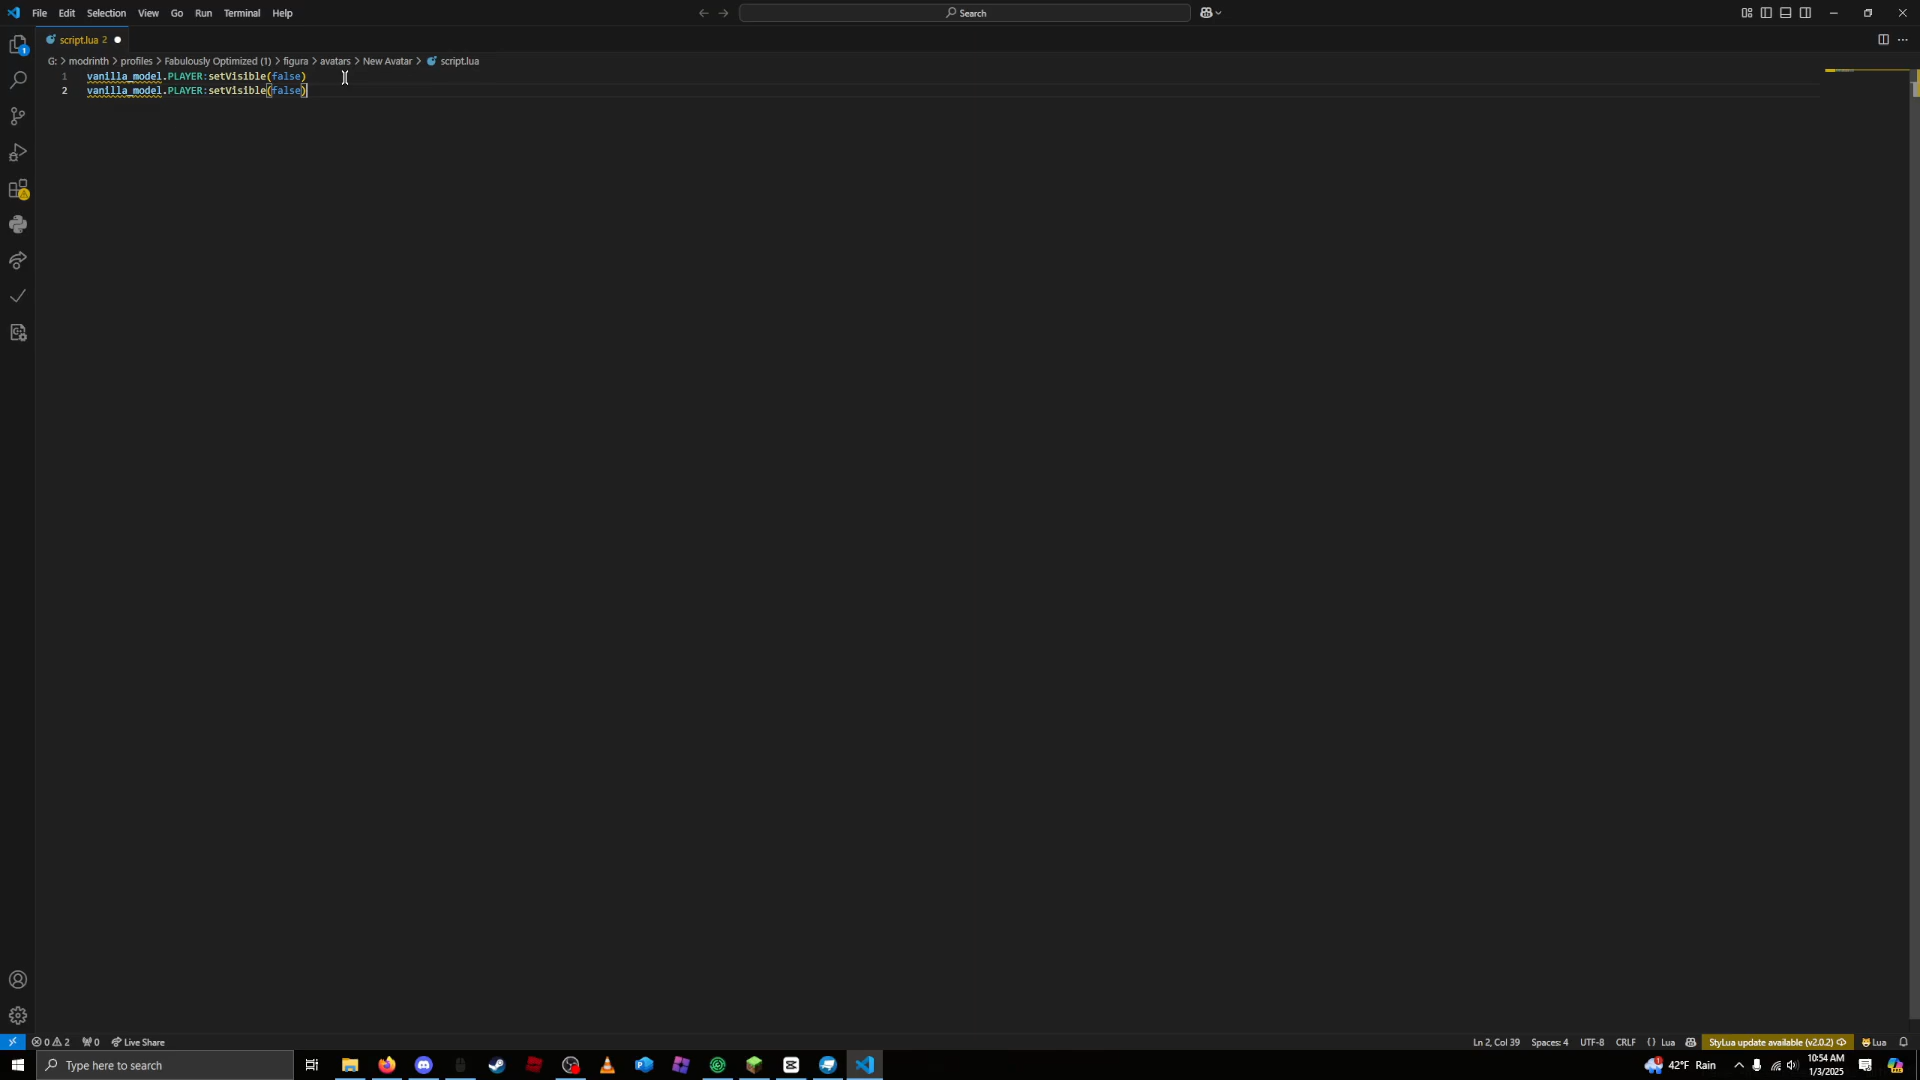 File Edit Selection View Go Run Terminal Help
Search
script.lua 2
G: > modrinth > profiles > Fabulously Optimized (1) > figura > avatars > New Avatar > script.lua
1 vanilla_model.PLAYER:setVisible(false)
2 vanilla_model.PLAYER:setVisible(false)
0 2 0 Live Share
Ln 2, Col 39 Spaces: 4 UTF-8 CRLF {} Lua StyLua update available (v2.0.2) Lua
Type here to search
42°F Rain
10:54 AM
1/3/2025